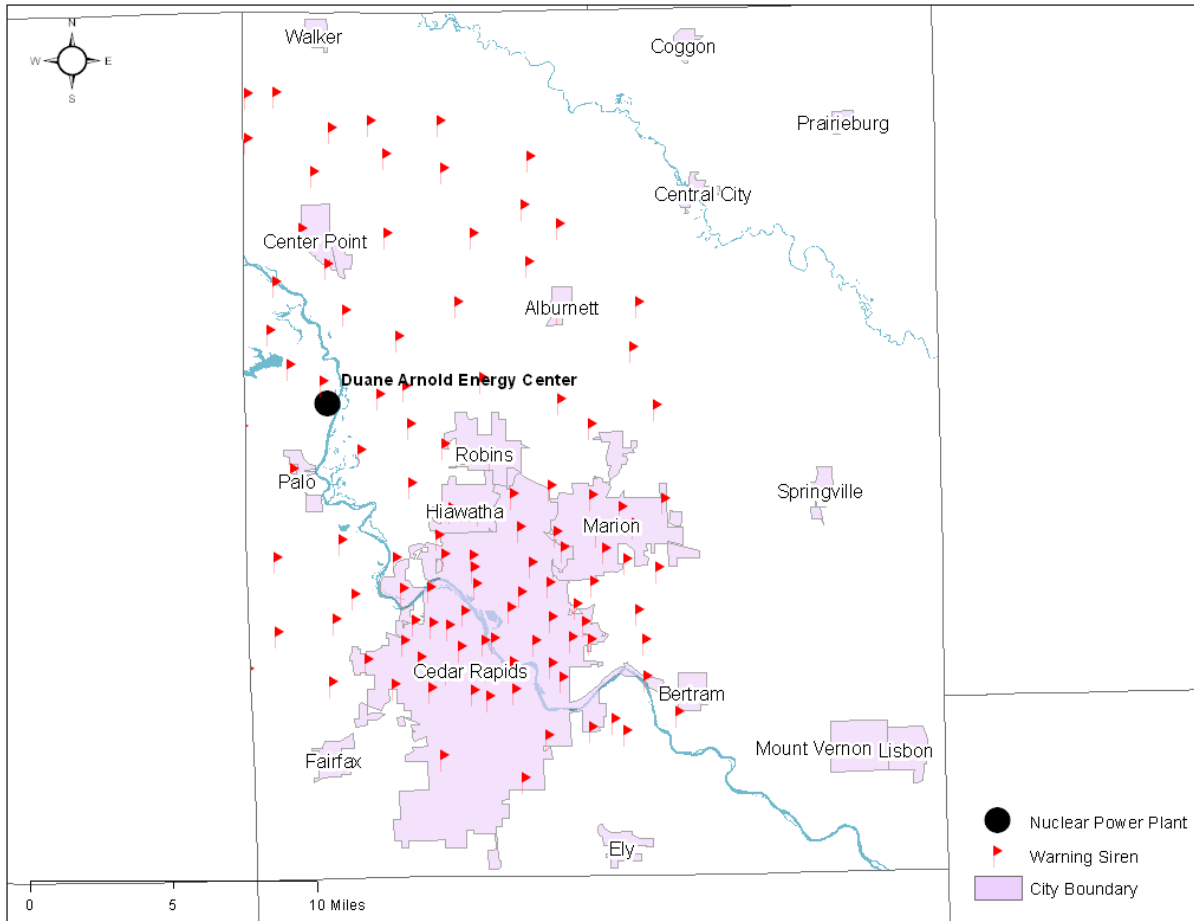 N
Walker
Coggon
W
E
S
Prairieburg
Central City
Center Point
Alburnett
Duane Arnold Energy Center
Robins
Palo
Springville
Hiawatha
Marion
Cedar Rapids
Bertram
Mount Vernon
Lisbon
Fairfax
Nuclear Power Plant
Ely
Warning Siren
City Boundary
0
5
10 Miles